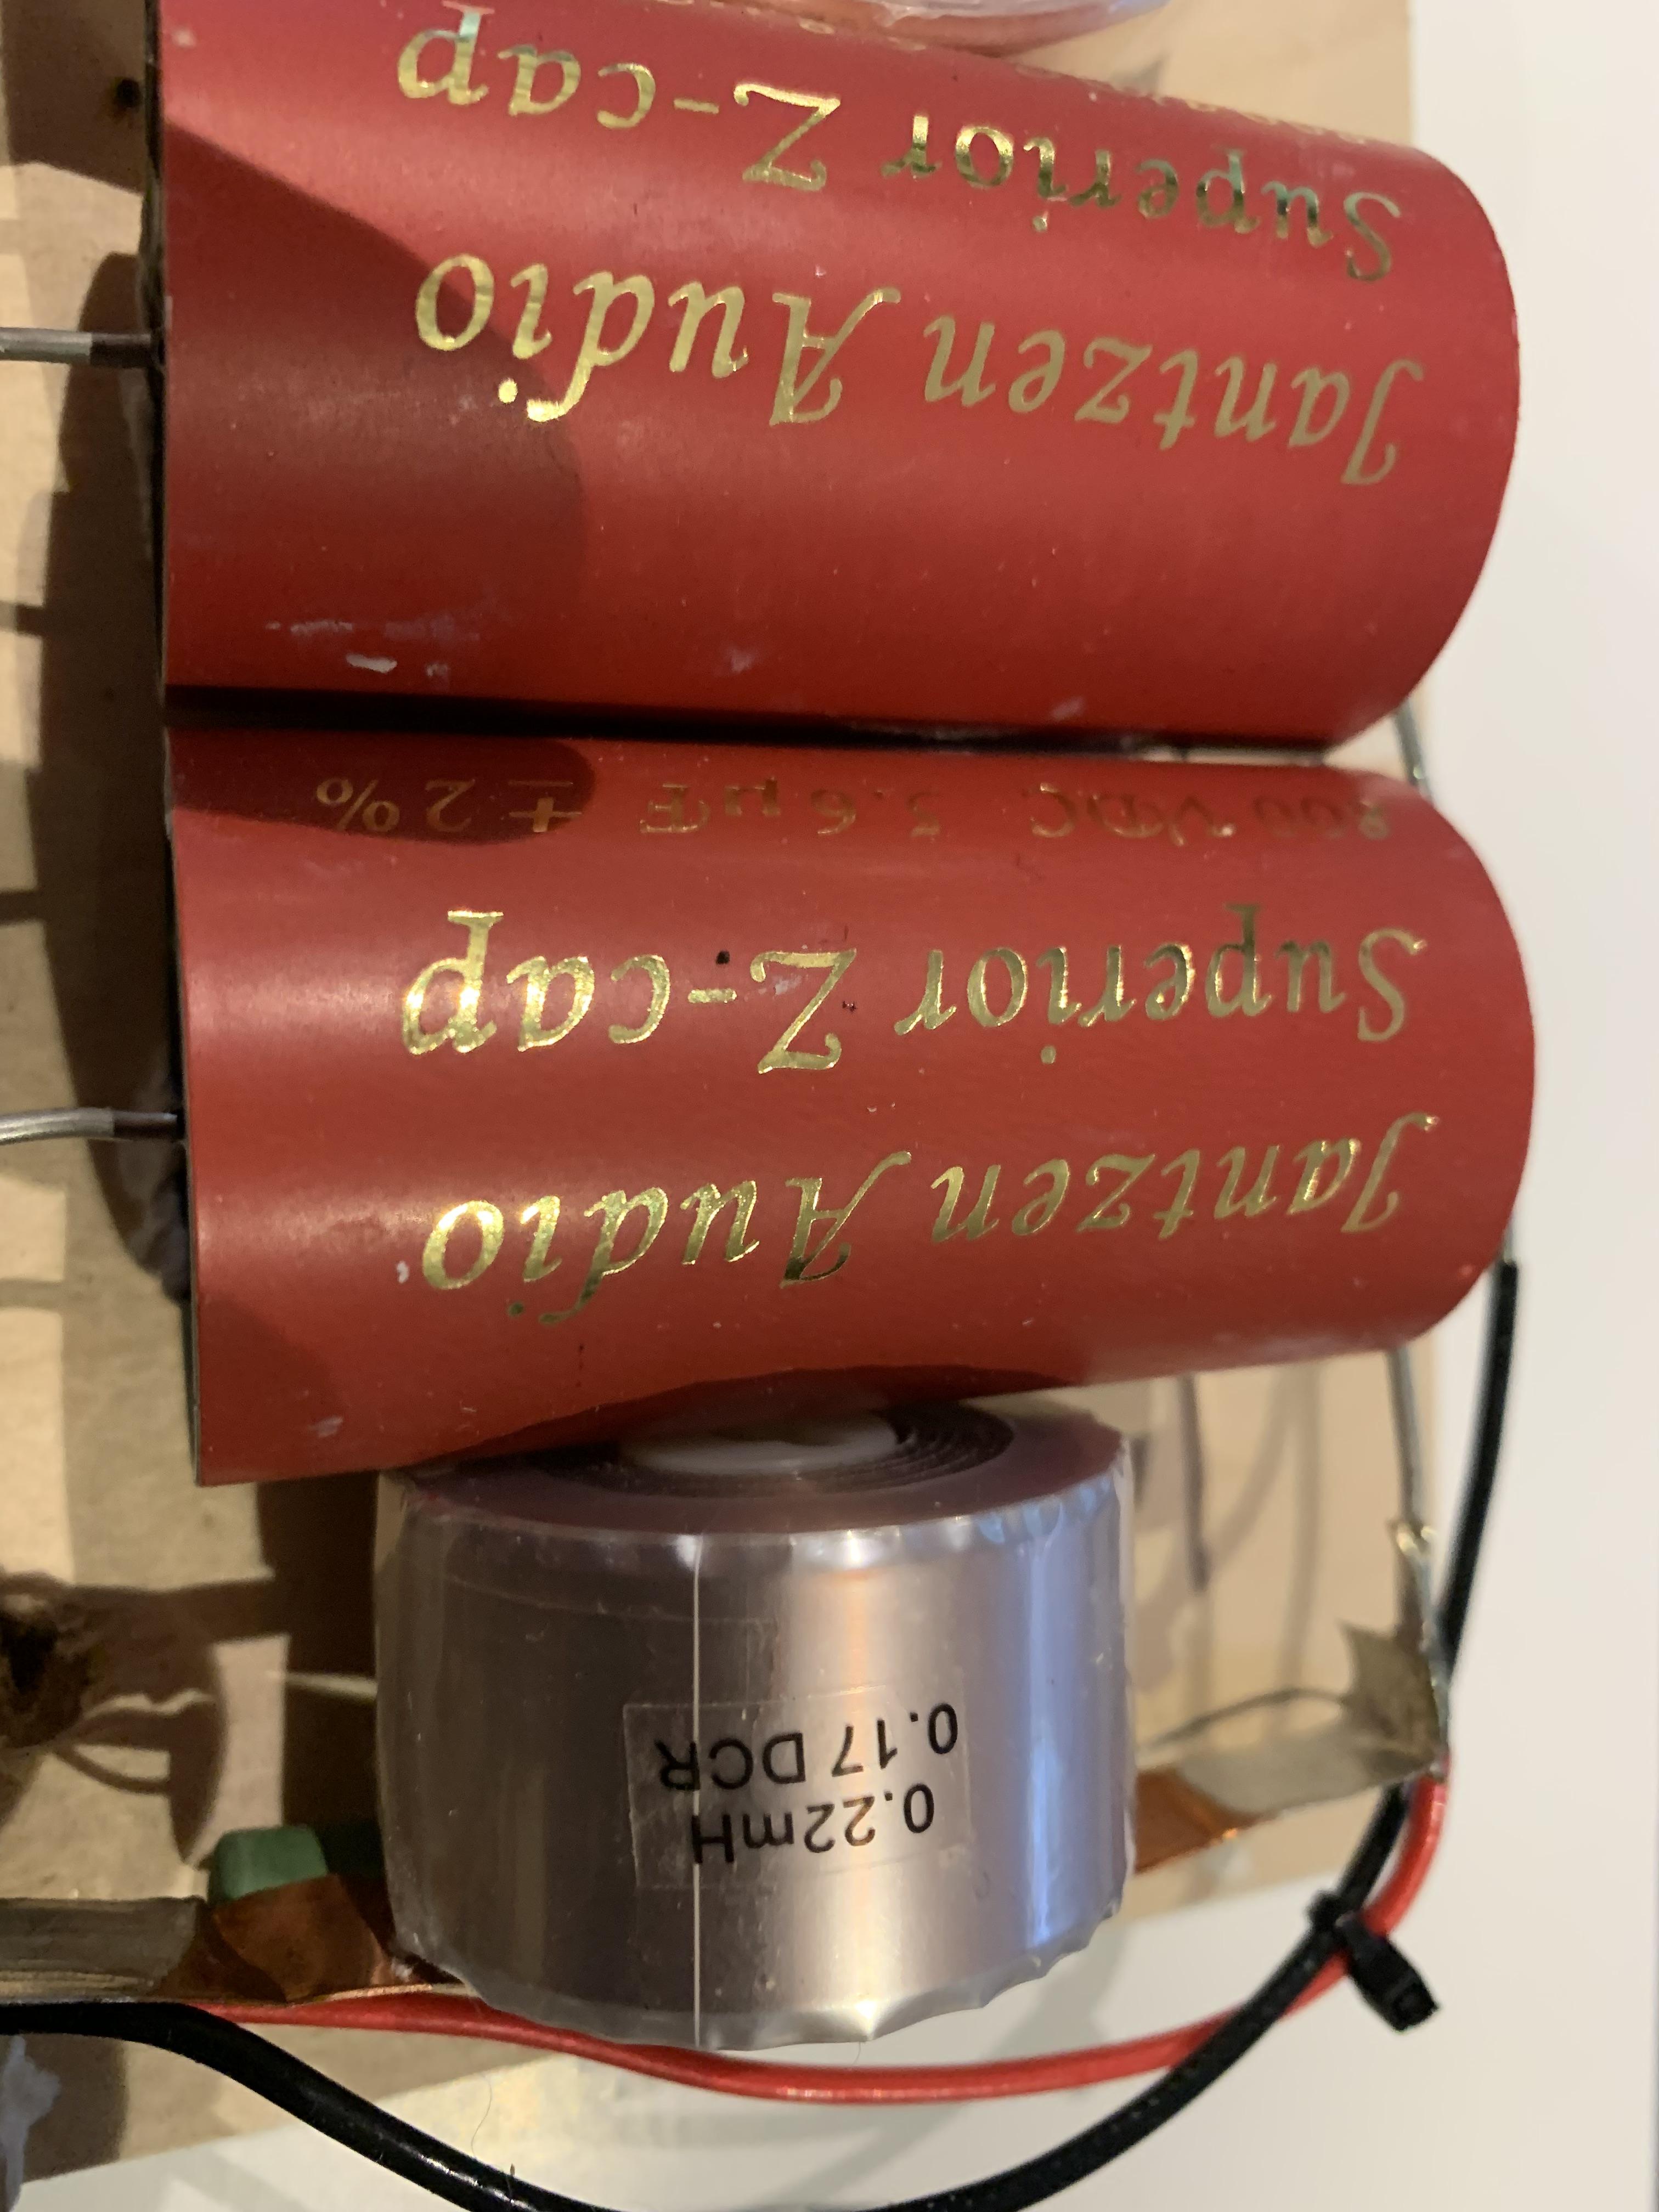 0.22mH
0.17 DCR
Jantzen Audio
Superior Z-cap
800 VDC 5.6 µF ± 2%
Jantzen Audio
Superior Z-cap